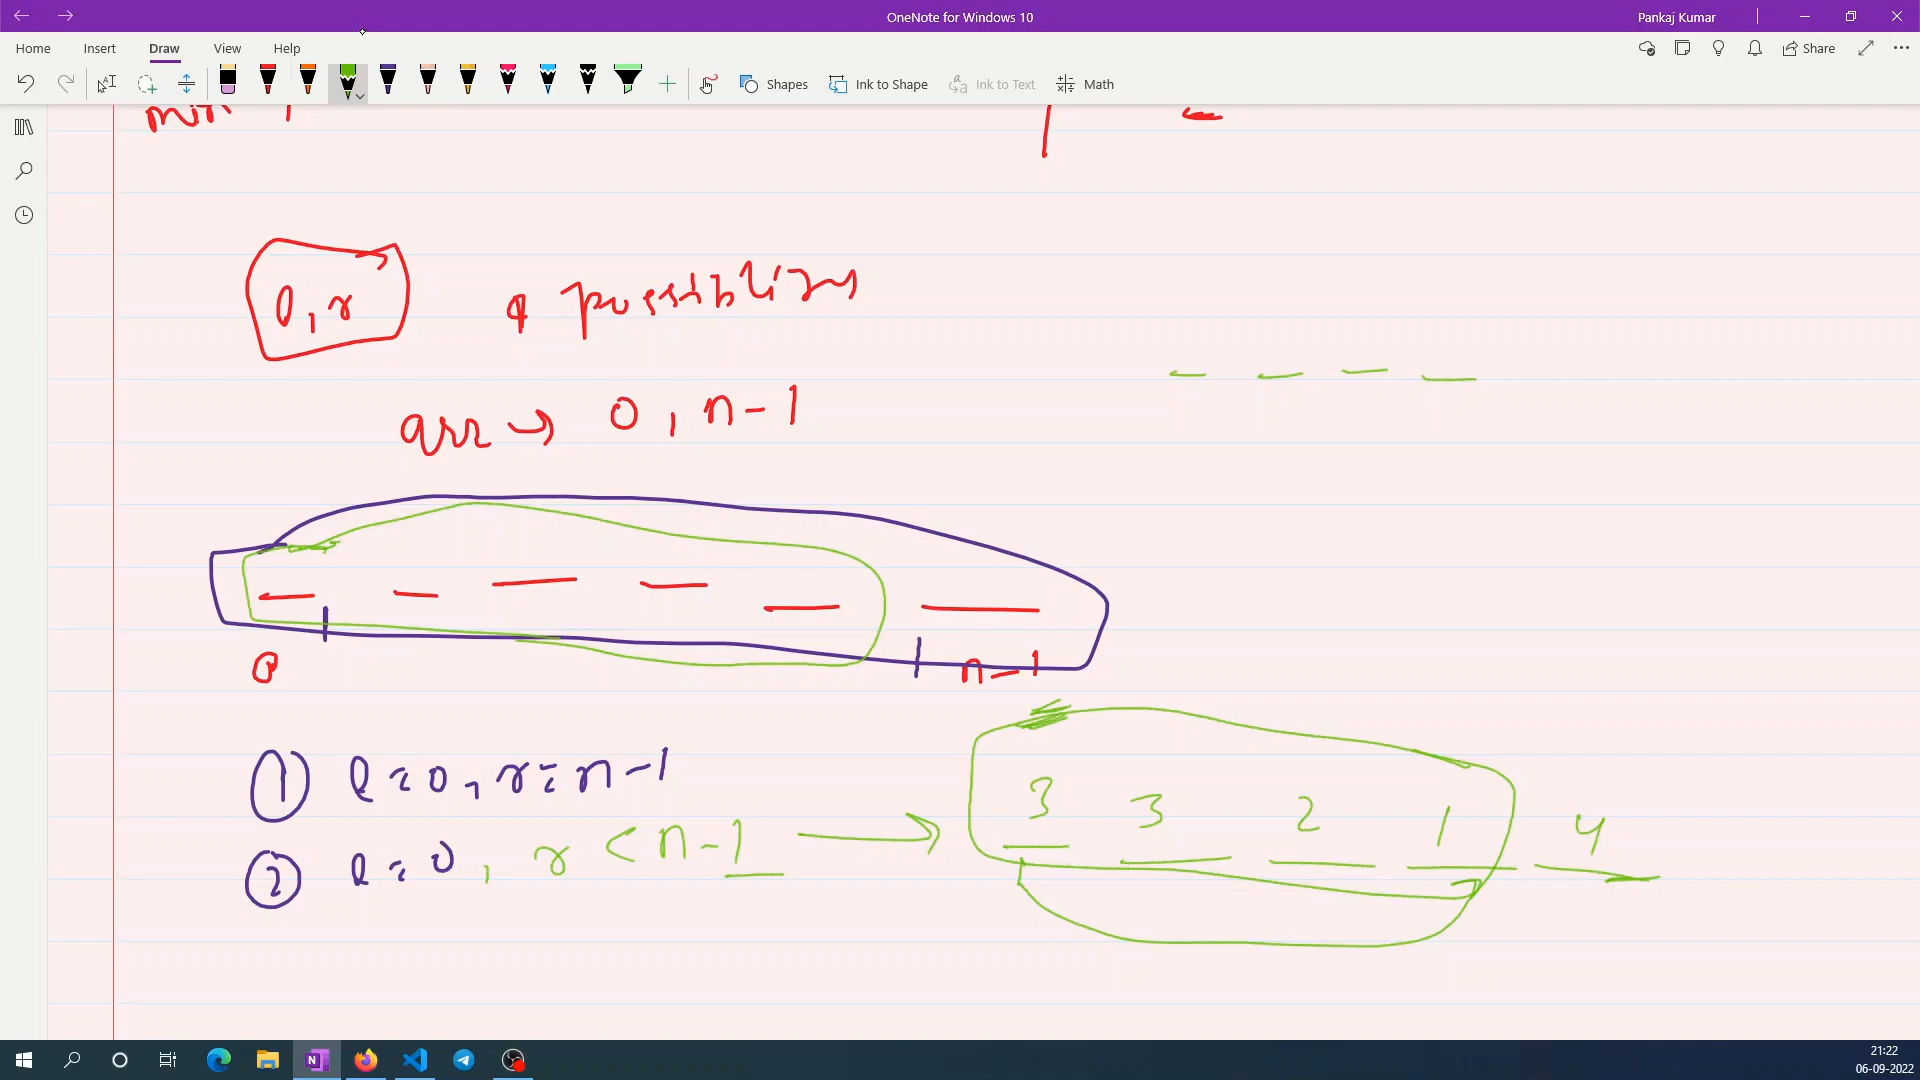 OneNote for Windows 10
Pankaj Kumar
Home Insert Draw View Help
Share
Shapes Ink to Shape Ink to Text Math
l, r
possibilities
arr → 0, n-1
0 n-1
① l = 0, r = n-1
② l = 0, r < n-1 → 3 3 2 1 4
21:22
06-09-2022